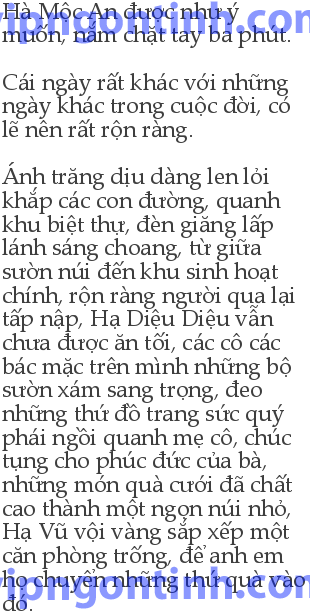 Hà Mộc An được như ý
muốn, nắm chặt tay ba phút.
Cái ngày rất khác với những
ngày khác trong cuộc đời, có
lẽ nên rất rộn ràng.
Ánh trăng dịu dàng len lỏi
khắp các con đường, quanh
khu biệt thự, đèn giăng lấp
lánh sáng choang, từ giữa
sườn núi đến khu sinh hoạt
chính, rộn ràng người qua lại
tấp nập, Hạ Diệu Diệu vẫn
chưa được ăn tối, các cô các
bác mặc trên mình những bộ
sườn xám sang trọng, đeo
những thứ đồ trang sức quý
phái ngồi quanh mẹ cô, chúc
tụng cho phúc đức của bà,
những món quà cưới đã chất
cao thành một ngọn núi nhỏ,
Hạ Vũ vội vàng sắp xếp một
căn phòng trống, để anh em
họ chuyển những thứ quà vào
đó.
ipngontinh.com
ipngontinh.com